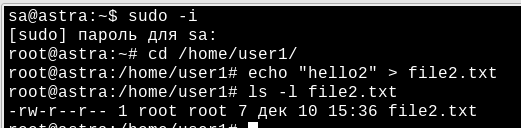 sa@astra:~$ sudo -i
[sudo] пароль для sa:
root@astra:~# cd /home/user1/
root@astra:/home/user1# echo "hello2" > file2.txt
root@astra:/home/user1# ls -l file2.txt
-rw-r--r-- 1 root root 7 дек 10 15:36 file2.txt
root@astra:/home/user1#